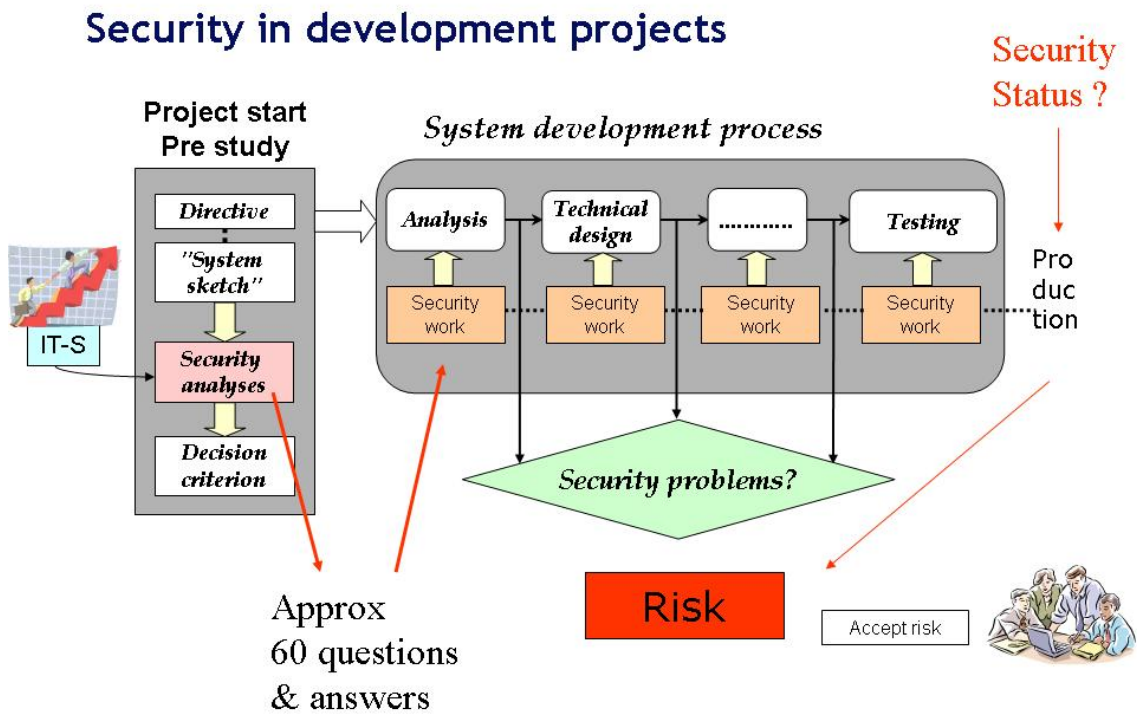 Security in development projects
Security
Status ?
Project start
Pre study
System development process
Directive
"System
sketch"
IT-S
Security
analyses
Decision
criterion
Analysis
Technical
design
............
Testing
Security
work
Security
work
Security
work
Security
work
Pro
duc
tion
Security problems?
Approx
60 questions
& answers
Risk
Accept risk